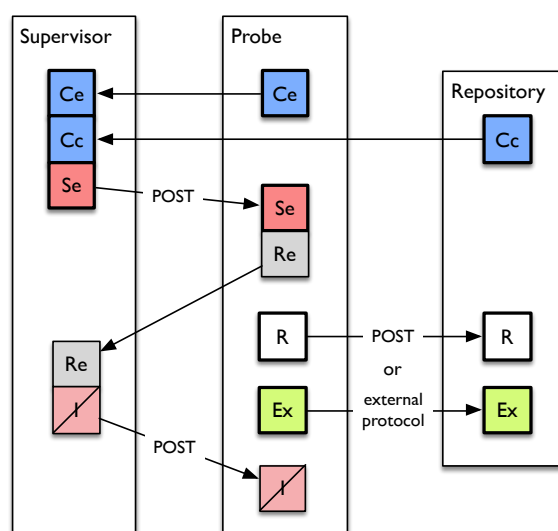 Supervisor
Probe
Repository
Ce
Ce
Cc
Cc
Se
POST
Se
Re
Re
R
POST
R
or
I
Ex
external
protocol
Ex
POST
I